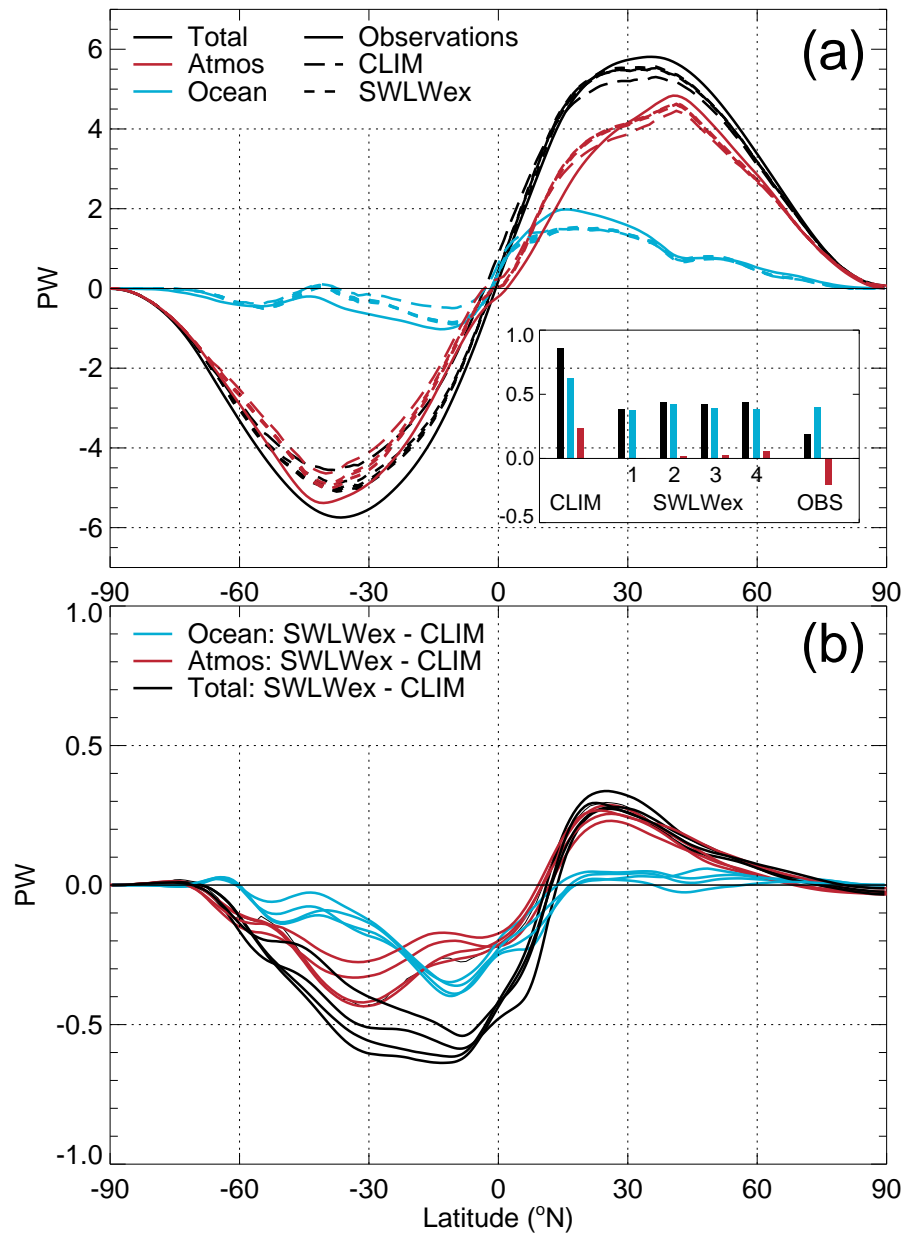 (a)
Total
Observations
Atmos
CLIM
Ocean
SWLWex
6
4
2
0
-2
-4
-6
PW
1.0
0.5
0.0
-0.5
1 2 3 4
CLIM SWLWex OBS
-90 -60 -30 0 30 60 90
(b)
Ocean: SWLWex - CLIM
Atmos: SWLWex - CLIM
Total: SWLWex - CLIM
1.0
0.5
0.0
-0.5
-1.0
PW
-90 -60 -30 0 30 60 90
Latitude (°N)